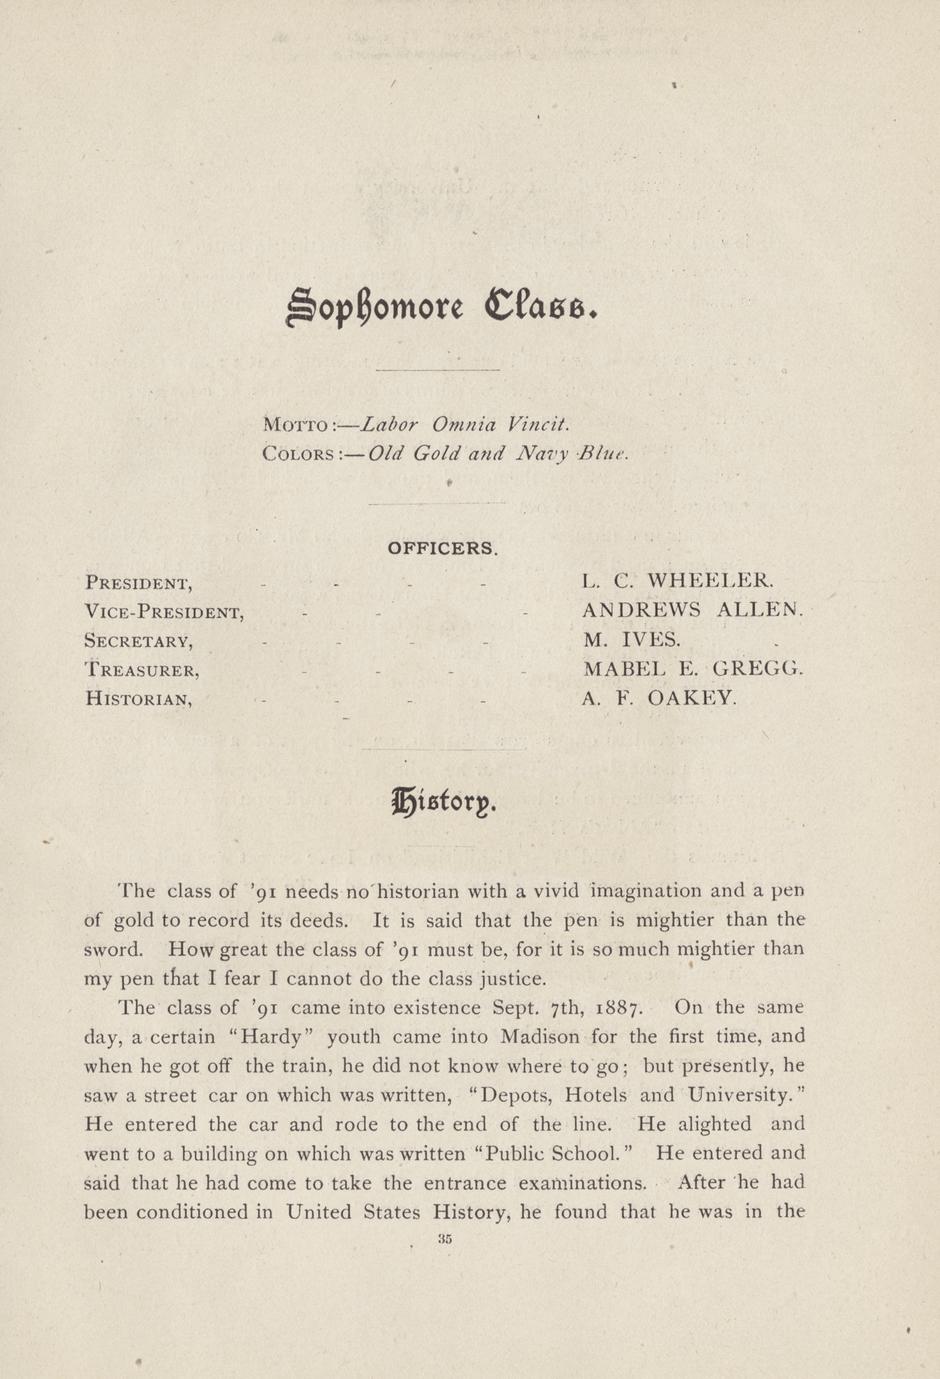 Sophomore Class.
MOTTO:—Labor Omnia Vincit.
COLORS:—Old Gold and Navy Blue.
OFFICERS.
PRESIDENT, - - - - L. C. WHEELER.
VICE-PRESIDENT, - - - ANDREWS ALLEN.
SECRETARY, - - - - M. IVES.
TREASURER, - - - - MABEL E. GREGG.
HISTORIAN, - - - - A. F. OAKEY.
History.
The class of '91 needs no historian with a vivid imagination and a pen
of gold to record its deeds. It is said that the pen is mightier than the
sword. How great the class of '91 must be, for it is so much mightier than
my pen that I fear I cannot do the class justice.
The class of '91 came into existence Sept. 7th, 1887. On the same
day, a certain "Hardy" youth came into Madison for the first time, and
when he got off the train, he did not know where to go; but presently, he
saw a street car on which was written, "Depots, Hotels and University."
He entered the car and rode to the end of the line. He alighted and
went to a building on which was written "Public School." He entered and
said that he had come to take the entrance examinations. After he had
been conditioned in United States History, he found that he was in the
35